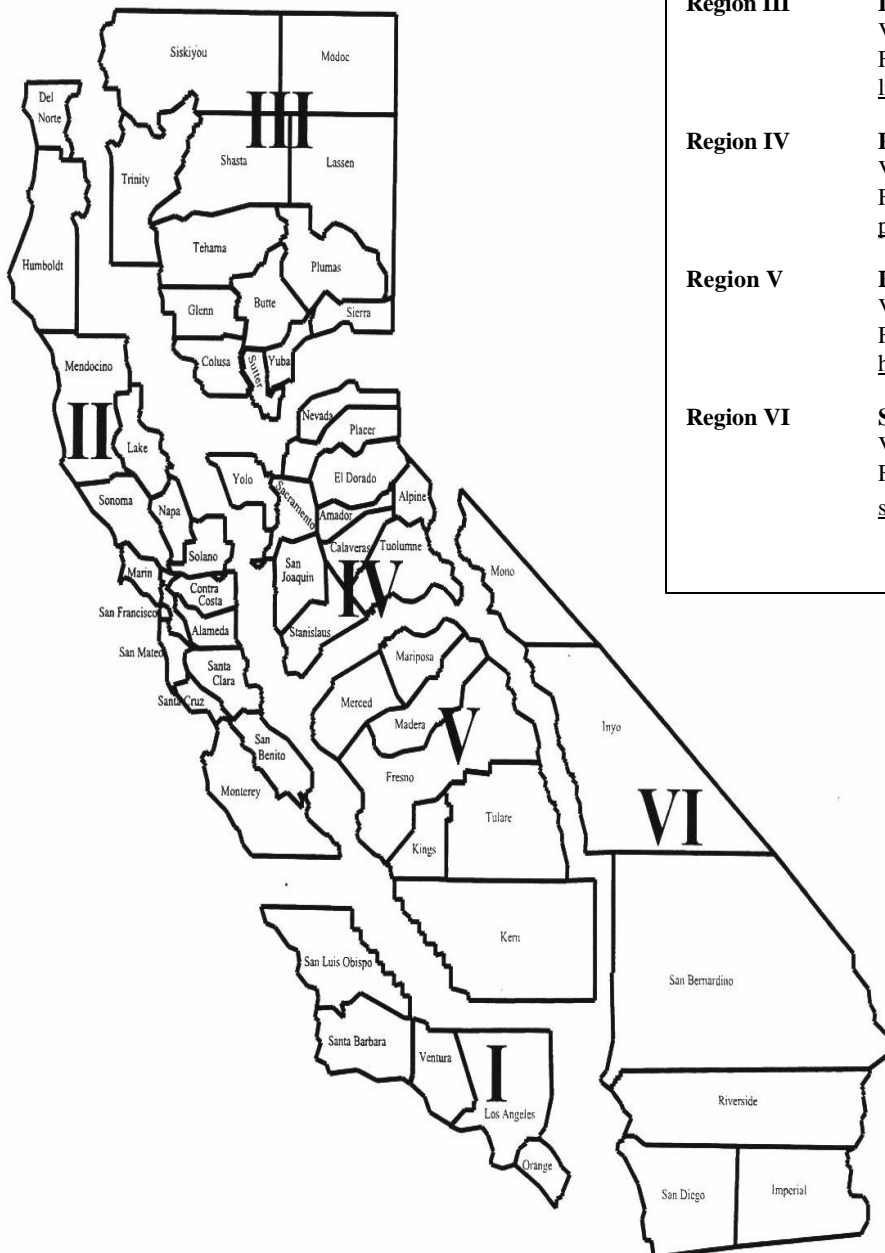 Siskiyou
Modoc
Del
Norte
III
Shasta
Lassen
Trinity
Humboldt
Tehama
Plumas
Glenn
Butte
Sierra
Colusa
Sutter
Yuba
Mendocino
II
Lake
Nevada
Placer
Yolo
Sacramento
El Dorado
Alpine
Sonoma
Napa
Amador
Solano
Calaveras
Tuolumne
Marin
San
Joaquin
IV
Mono
Contra
Costa
San Francisco
Alameda
Stanislaus
San Mateo
Santa
Clara
Mariposa
Santa Cruz
Merced
Madera
V
Inyo
San
Benito
Fresno
Monterey
VI
Tulare
Kings
Kern
San Luis Obispo
San Bernardino
Santa Barbara
Ventura
I
Los Angeles
Riverside
Orange
San Diego
Imperial
Region III
Region IV
Region V
Region VI